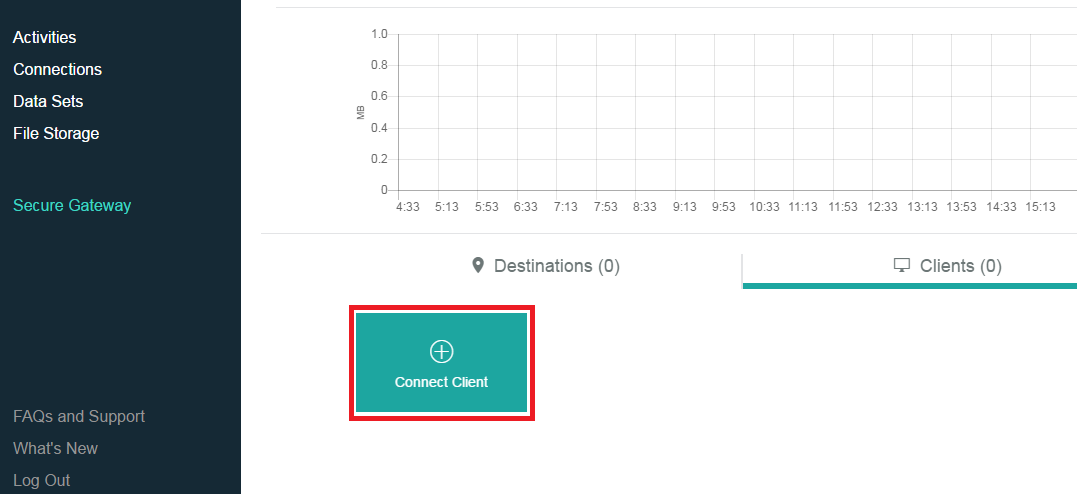 Activities
Connections
Data Sets
File Storage
Secure Gateway
FAQs and Support
What's New
Log Out
MB
1.0
0.8
0.6
0.4
0.2
0
4:33 5:13 5:53 6:33 7:13 7:53 8:33 9:13 9:53 10:33 11:13 11:53 12:33 13:13 13:53 14:33 15:13
Destinations (0) Clients (0)
Connect Client